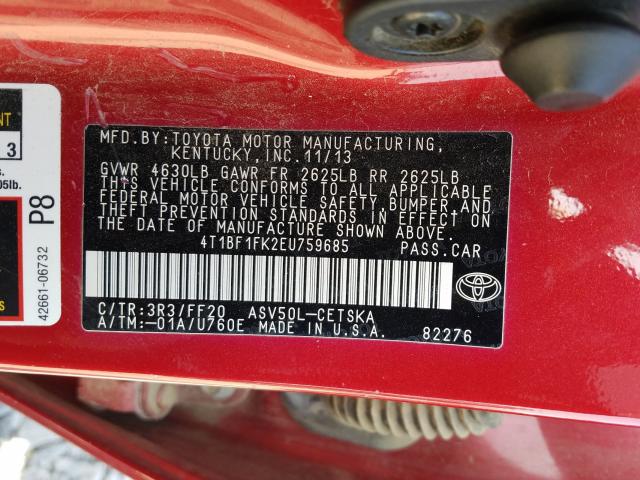 MFD.BY:TOYOTA MOTOR MANUFACTURING,
KENTUCKY,INC.11/13
GVWR 4630LB GAWR FR 2625LB RR 2625LB
THIS VEHICLE CONFORMS TO ALL APPLICABLE
FEDERAL MOTOR VEHICLE SAFETY,BUMPER,AND
THEFT PREVENTION STANDARDS IN EFFECT ON
THE DATE OF MANUFACTURE SHOWN ABOVE.
4T1BF1FK2EU759685 PASS.CAR
C/TR:3R3/FF20 ASV50L-CETSKA
A/TM:-01A/U760E MADE IN U.S.A. 82276
P8
42661-06732
3